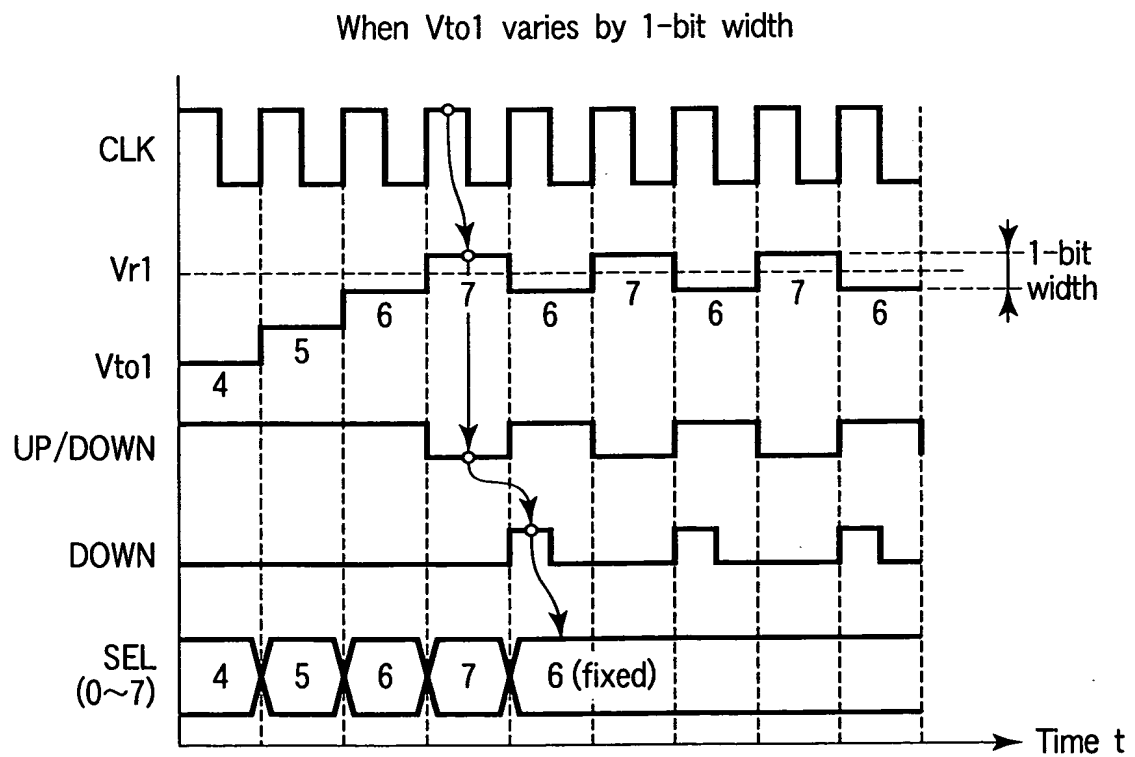 When Vto1 varies by 1-bit width
CLK
Vr1
1-bit
width
7
7
7
6
6
6
6
5
Vto1
4
UP/DOWN
DOWN
SEL
(0~7)
4
5
6
7
6 (fixed)
Time t